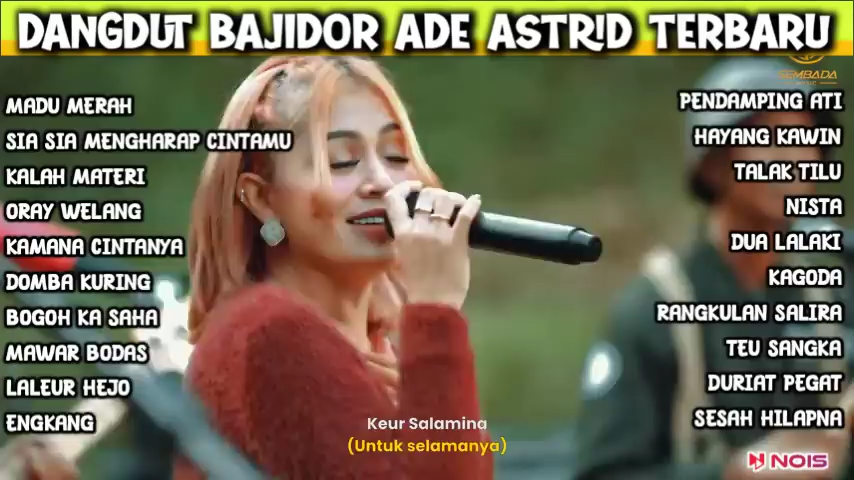 DANGDUT BAJIDOR ADE ASTRID TERBARU
SEMBADA
MADU MERAH
SIA SIA MENGHARAP CINTAMU
KALAH MATERI
ORAY WELANG
KAMANA CINTANYA
DOMBA KURING
BOGOH KA SAHA
MAWAR BODAS
LALEUR HEJO
ENGKANG
PENDAMPING ATI
HAYANG KAWIN
TALAK TILU
NISTA
DUA LALAKI
KAGODA
RANGKULAN SALIRA
TEU SANGKA
DURIAT PEGAT
SESAH HILAPNA
Keur Salamina
(Untuk selamanya)
NOIS